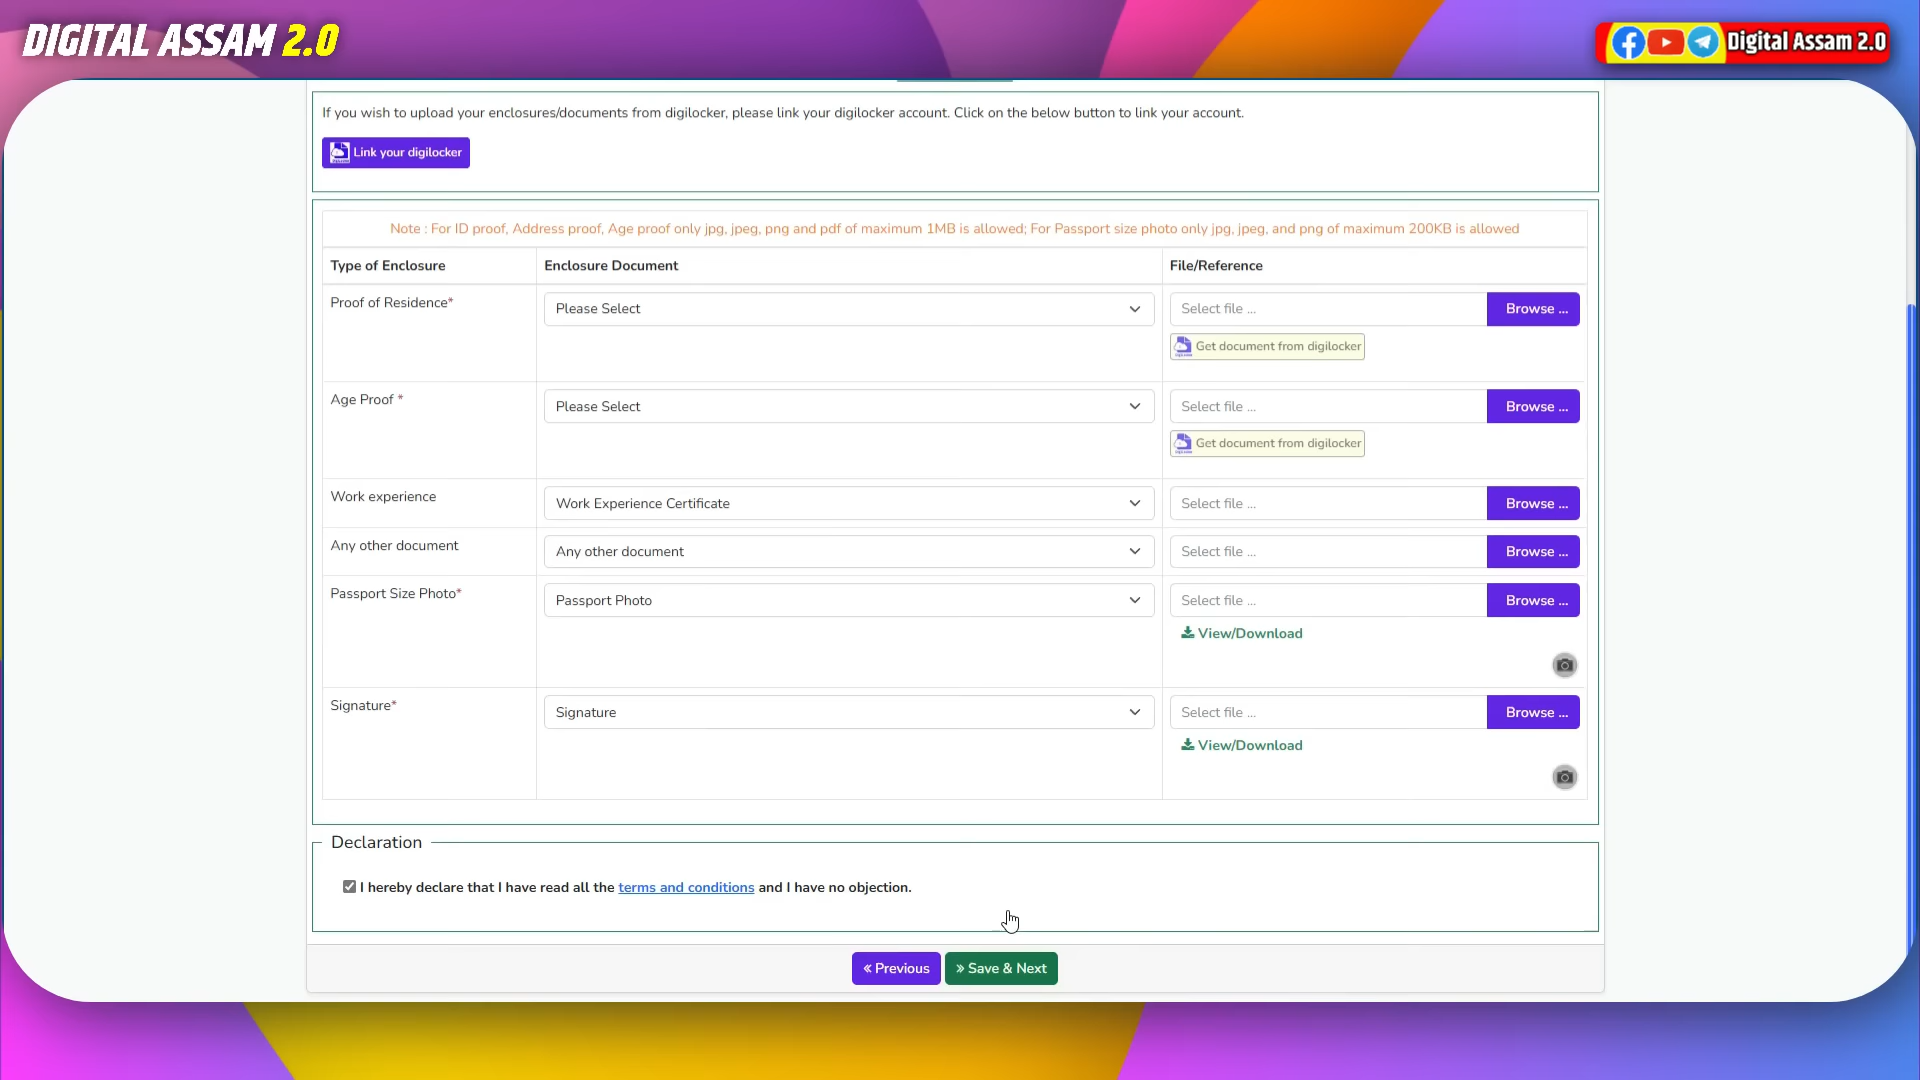 DIGITAL ASSAM 2.0
Digital Assam 2.0
If you wish to upload your enclosures/documents from digilocker, please link your digilocker account. Click on the below button to link your account.
Link your digilocker
Note : For ID proof, Address proof, Age proof only jpg, jpeg, png and pdf of maximum 1MB is allowed; For Passport size photo only jpg, jpeg, and png of maximum 200KB is allowed
Type of Enclosure Enclosure Document File/Reference
Proof of Residence* Please Select Select file ... Browse ...
Get document from digilocker
Age Proof * Please Select Select file ... Browse ...
Get document from digilocker
Work experience Work Experience Certificate Select file ... Browse ...
Any other document Any other document Select file ... Browse ...
Passport Size Photo* Passport Photo Select file ... Browse ...
View/Download
Signature* Signature Select file ... Browse ...
View/Download
Declaration
I hereby declare that I have read all the terms and conditions and I have no objection.
« Previous » Save & Next